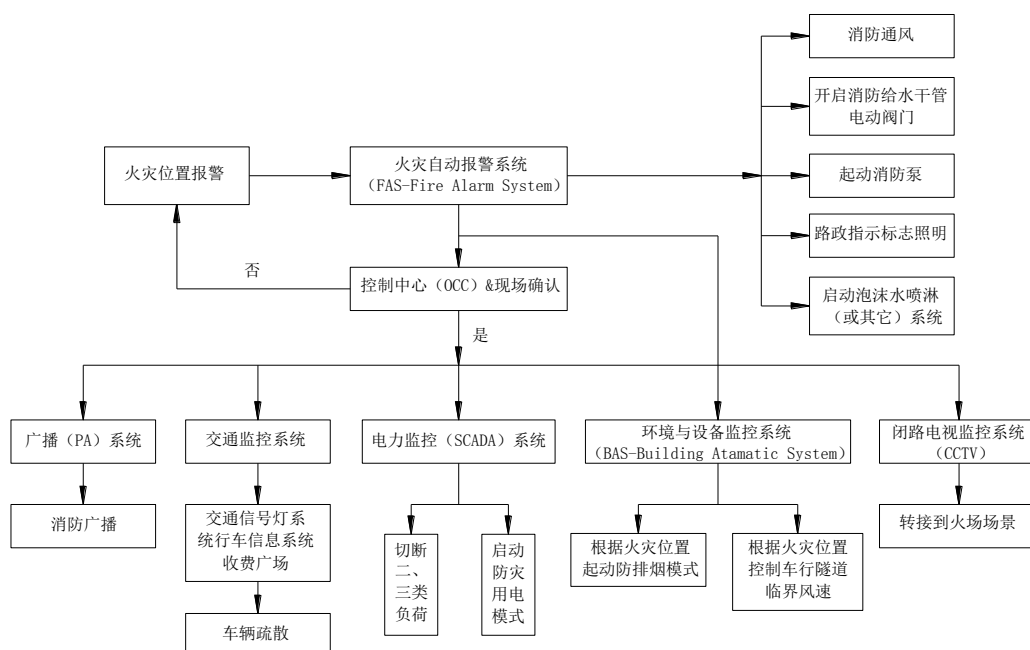 消防通风
开启消防给水干管
电动阀门
火灾位置报警
火灾自动报警系统
（FAS-Fire Alarm System）
起动消防泵
路政指示标志照明
否
控制中心（OCC）&现场确认
启动泡沫水喷淋
（或其它）系统
是
广播（PA）系统
交通监控系统
电力监控（SCADA）系统
环境与设备监控系统
（BAS-Building Atamatic System）
闭路电视监控系统
（CCTV）
消防广播
交通信号灯系
统行车信息系统
收费广场
切断
二、
三类
负荷
启动
防灾
用电
模式
根据火灾位置
起动防排烟模式
根据火灾位置
控制车行隧道
临界风速
转接到火场场景
车辆疏散